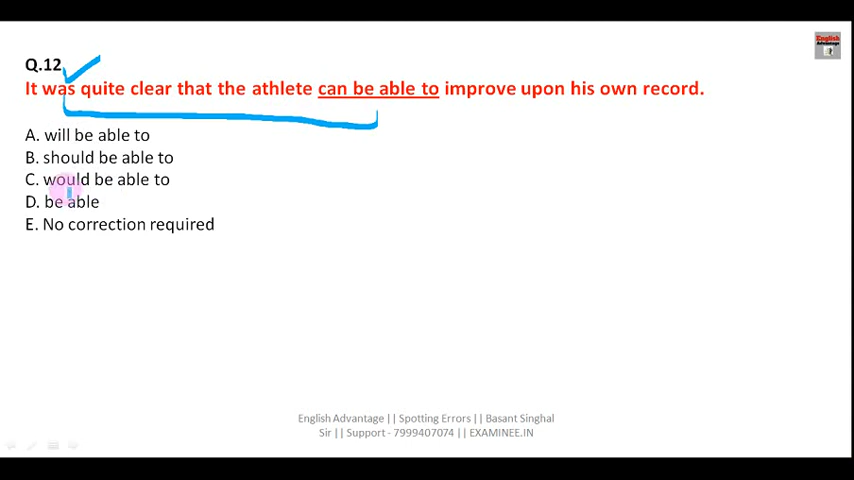 English
Advantage
Q.12
It was quite clear that the athlete can be able to improve upon his own record.
A. will be able to
B. should be able to
C. would be able to
D. be able
E. No correction required
English Advantage || Spotting Errors || Basant Singhal
Sir || Support - 7999407074 || EXAMINEE.IN